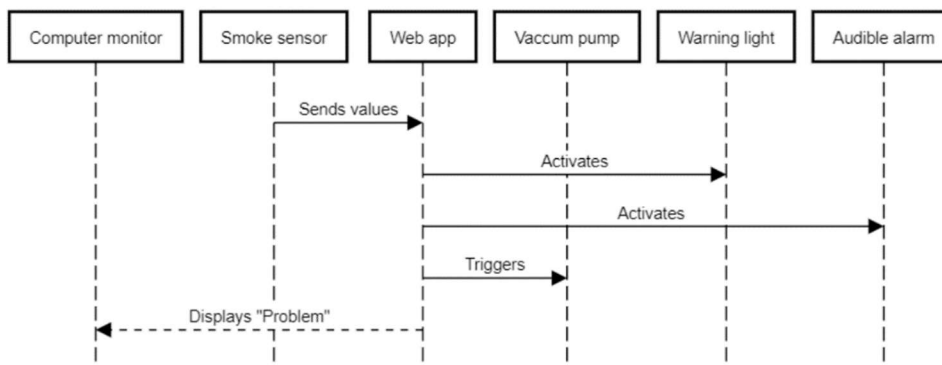 Computer monitor
Smoke sensor
Web app
Vaccum pump
Warning light
Audible alarm
Sends values
Activates
Activates
Triggers
Displays "Problem"